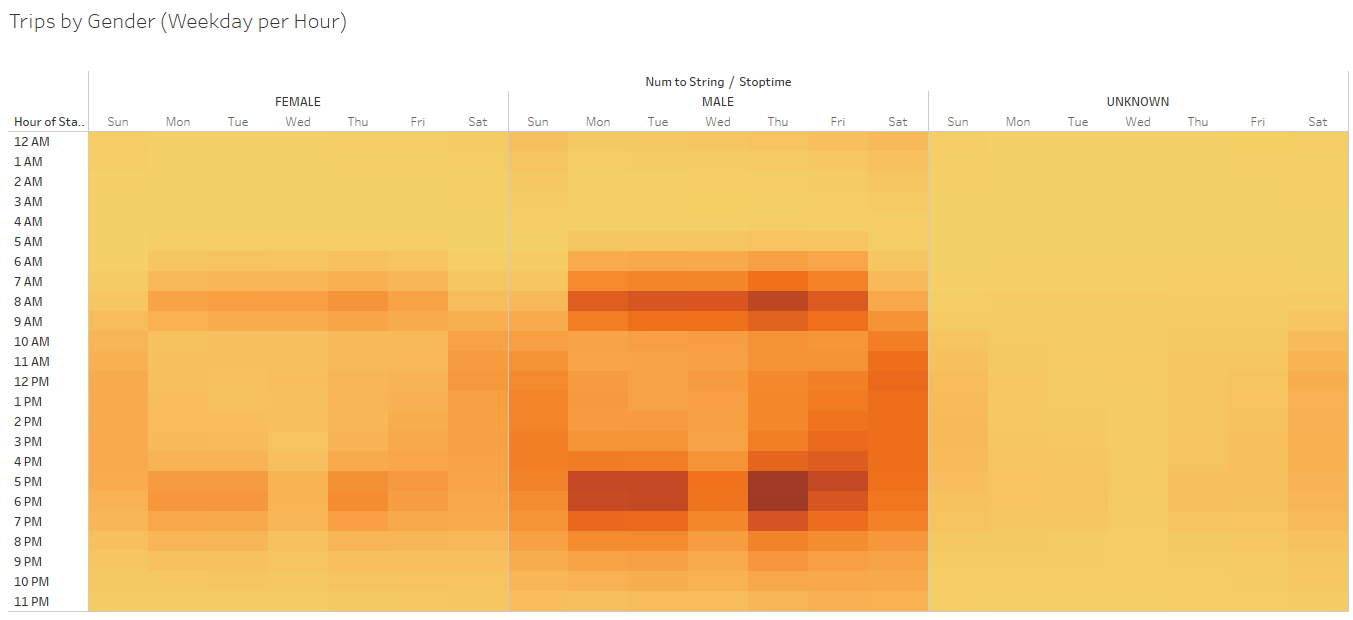 Trips by Gender (Weekday per Hour)
Num to String / Stoptime
FEMALE MALE UNKNOWN
Hour of Sta.. Sun Mon Tue Wed Thu Fri Sat Sun Mon Tue Wed Thu Fri Sat Sun Mon Tue Wed Thu Fri Sat
12 AM
1 AM
2 AM
3 AM
4 AM
5 AM
6 AM
7 AM
8 AM
9 AM
10 AM
11 AM
12 PM
1 PM
2 PM
3 PM
4 PM
5 PM
6 PM
7 PM
8 PM
9 PM
10 PM
11 PM